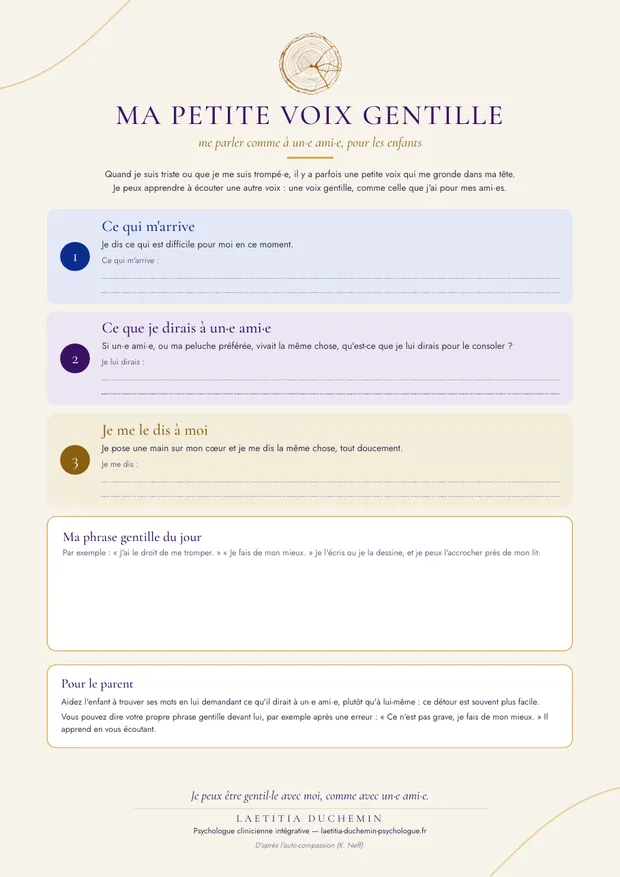 MA PETITE VOIX GENTILLE
me parler comme à un·e ami·e, pour les enfants
Quand je suis triste ou que je me suis trompé·e, il y a parfois une petite voix qui me gronde dans ma tête.
Je peux apprendre à écouter une autre voix : une voix gentille, comme celle que j'ai pour mes ami·es.
1
Ce qui m'arrive
Je dis ce qui est difficile pour moi en ce moment.
Ce qui m'arrive :
2
Ce que je dirais à un·e ami·e
Si un·e ami·e, ou ma peluche préférée, vivait la même chose, qu'est-ce que je lui dirais pour le consoler ?
Je lui dirais :
3
Je me le dis à moi
Je pose une main sur mon cœur et je me dis la même chose, tout doucement.
Je me dis :
Ma phrase gentille du jour
Par exemple : « J'ai le droit de me tromper. » « Je fais de mon mieux. » Je l'écris ou je la dessine, et je peux l'accrocher près de mon lit.
Pour le parent
Aidez l'enfant à trouver ses mots en lui demandant ce qu'il dirait à un·e ami·e, plutôt qu'à lui-même : ce détour est souvent plus facile.
Vous pouvez dire votre propre phrase gentille devant lui, par exemple après une erreur : « Ce n'est pas grave, je fais de mon mieux. » Il
apprend en vous écoutant.
Je peux être gentil·le avec moi, comme avec un·e ami·e.
LAETITIA DUCHEMIN
Psychologue clinicienne intégrative — laetitia-duchemin-psychologue.fr
D'après l'auto-compassion (K. Neff).